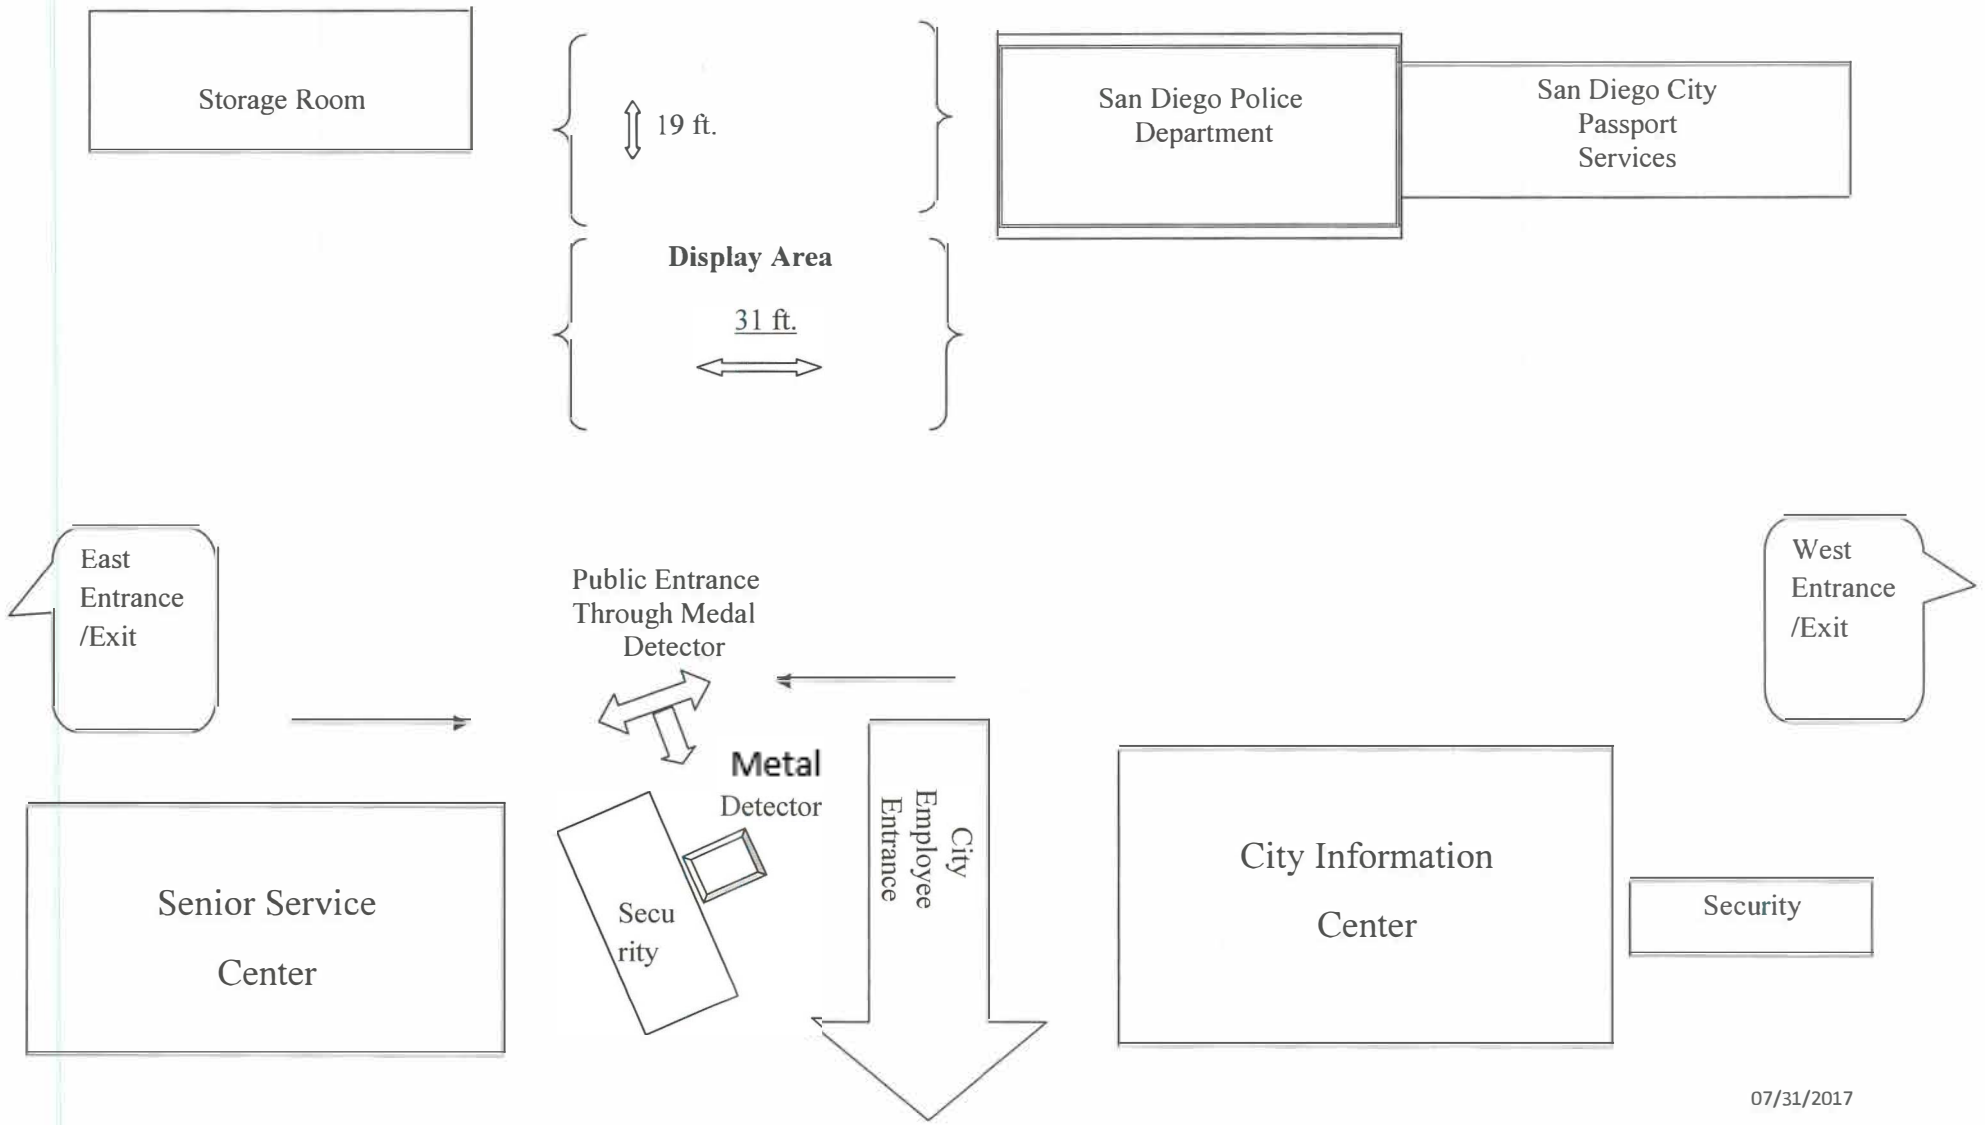 Storage Room
19 ft.
San Diego Police
Department
San Diego City
Passport
Services
Display Area
31 ft.
East
Entrance
/Exit
Public Entrance
Through Medal
Detector
West
Entrance
/Exit
Metal
Detector
Secu
rity
City
Employee
Entrance
Senior Service
Center
City Information
Center
Security
07/31/2017